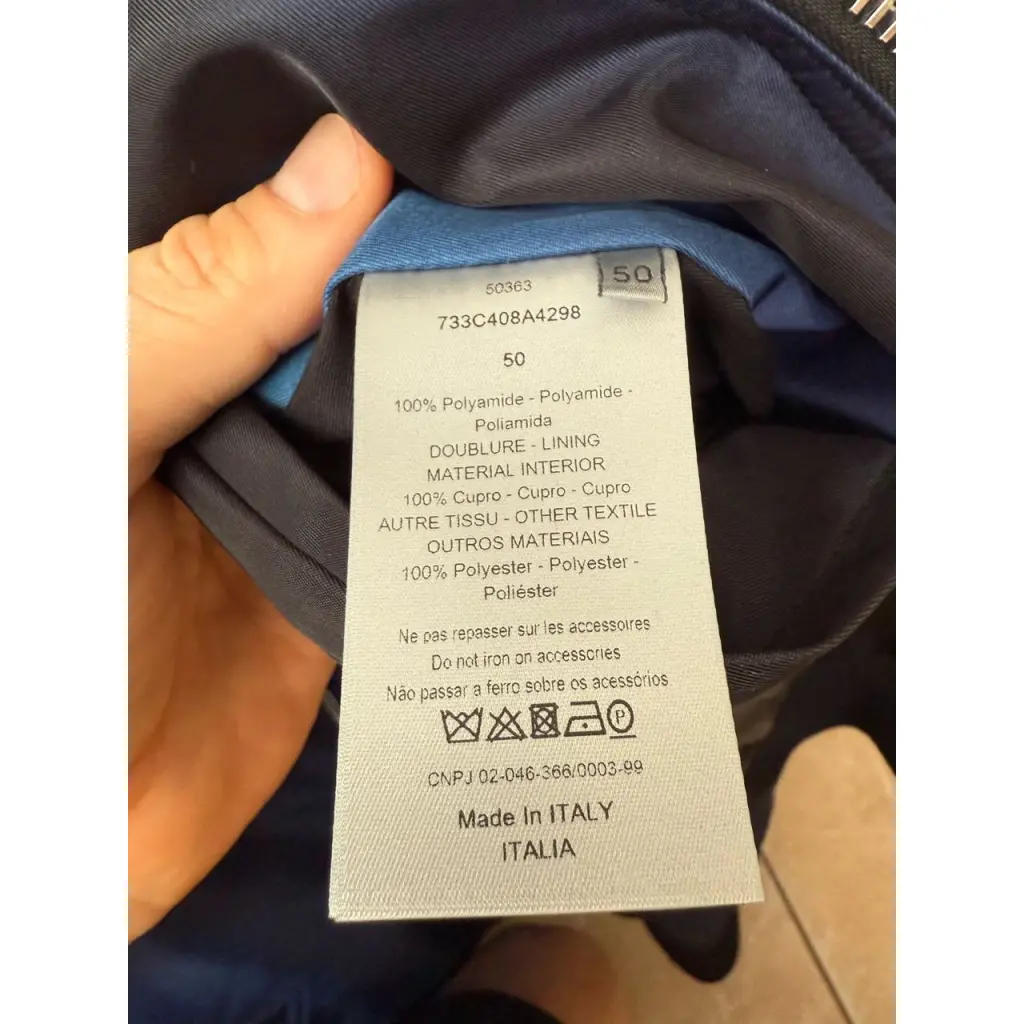 50
50363
733C408A4298
50
100% Polyamide - Polyamide -
Poliamida
DOUBLURE - LINING
MATERIAL INTERIOR
100% Cupro - Cupro - Cupro
AUTRE TISSU - OTHER TEXTILE
OUTROS MATERIAIS
100% Polyester - Polyester -
Poliéster
Ne pas repasser sur les accessoires
Do not iron on accessories
Não passar a ferro sobre os acessórios
P
CNPJ 02-046-366/0003-99
Made In ITALY
ITALIA